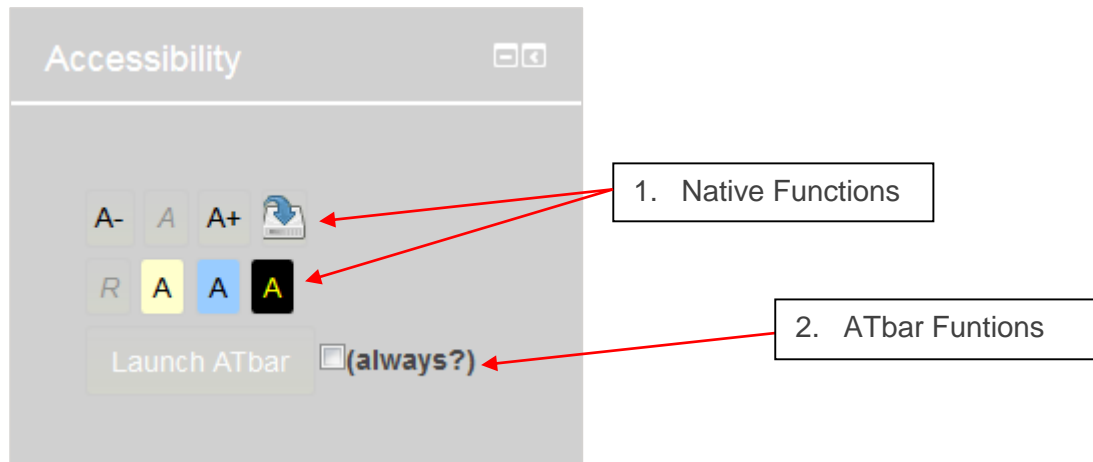 Accessibility
1. Native Functions
A- A A+
R A A A
2. ATbar Funtions
Launch ATbar (always?)